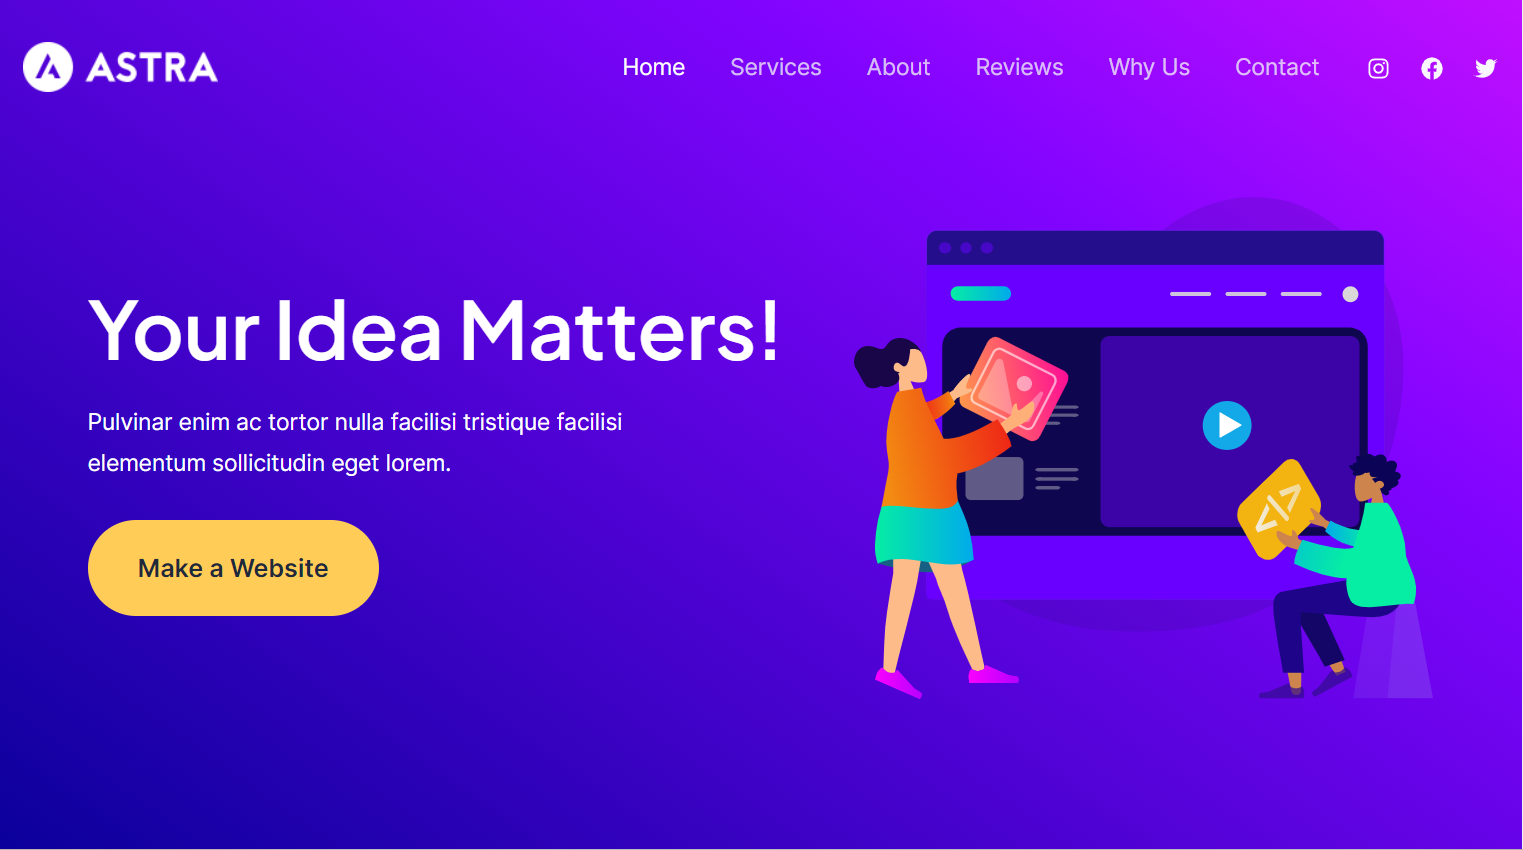 ASTRA
Home Services About Reviews Why Us Contact
Your Idea Matters!
Pulvinar enim ac tortor nulla facilisi tristique facilisi
elementum sollicitudin eget lorem.
Make a Website